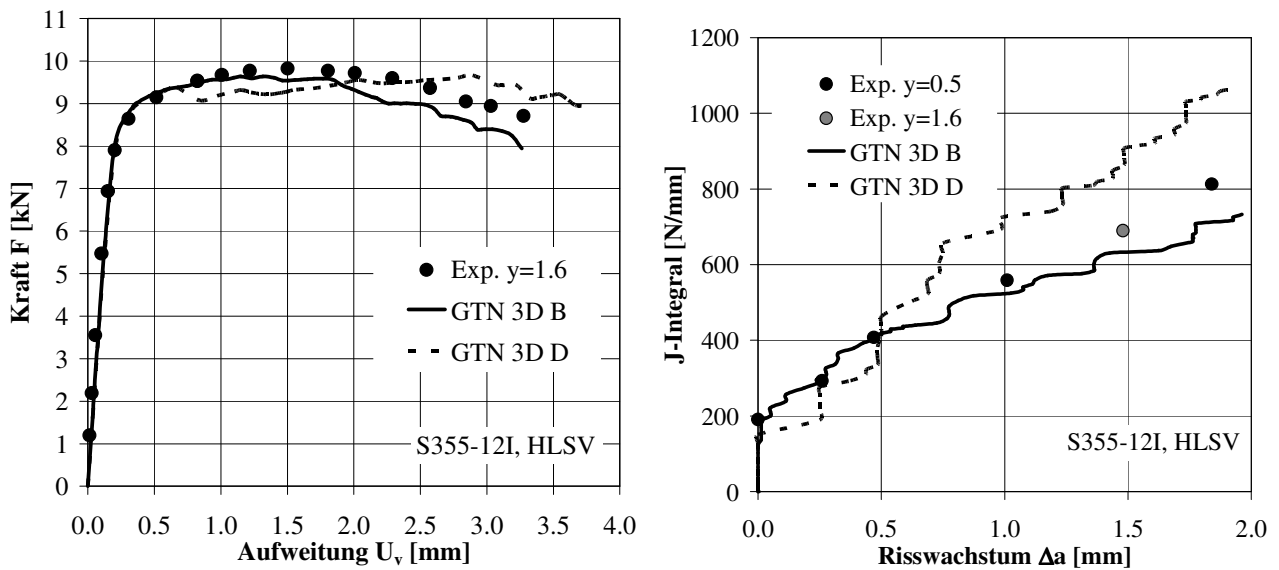 11
10
9
8
7
6
5
4
3
2
1
0
Kraft F [kN]
Exp. y=1.6
GTN 3D B
GTN 3D D
S355-12I, HLSV
0.0 0.5 1.0 1.5 2.0 2.5 3.0 3.5 4.0
Aufweitung Uv [mm]
1200
1000
800
600
400
200
0
J-Integral [N/mm]
Exp. y=0.5
Exp. y=1.6
GTN 3D B
GTN 3D D
S355-12I, HLSV
0.0 0.5 1.0 1.5 2.0
Risswachstum Δa [mm]